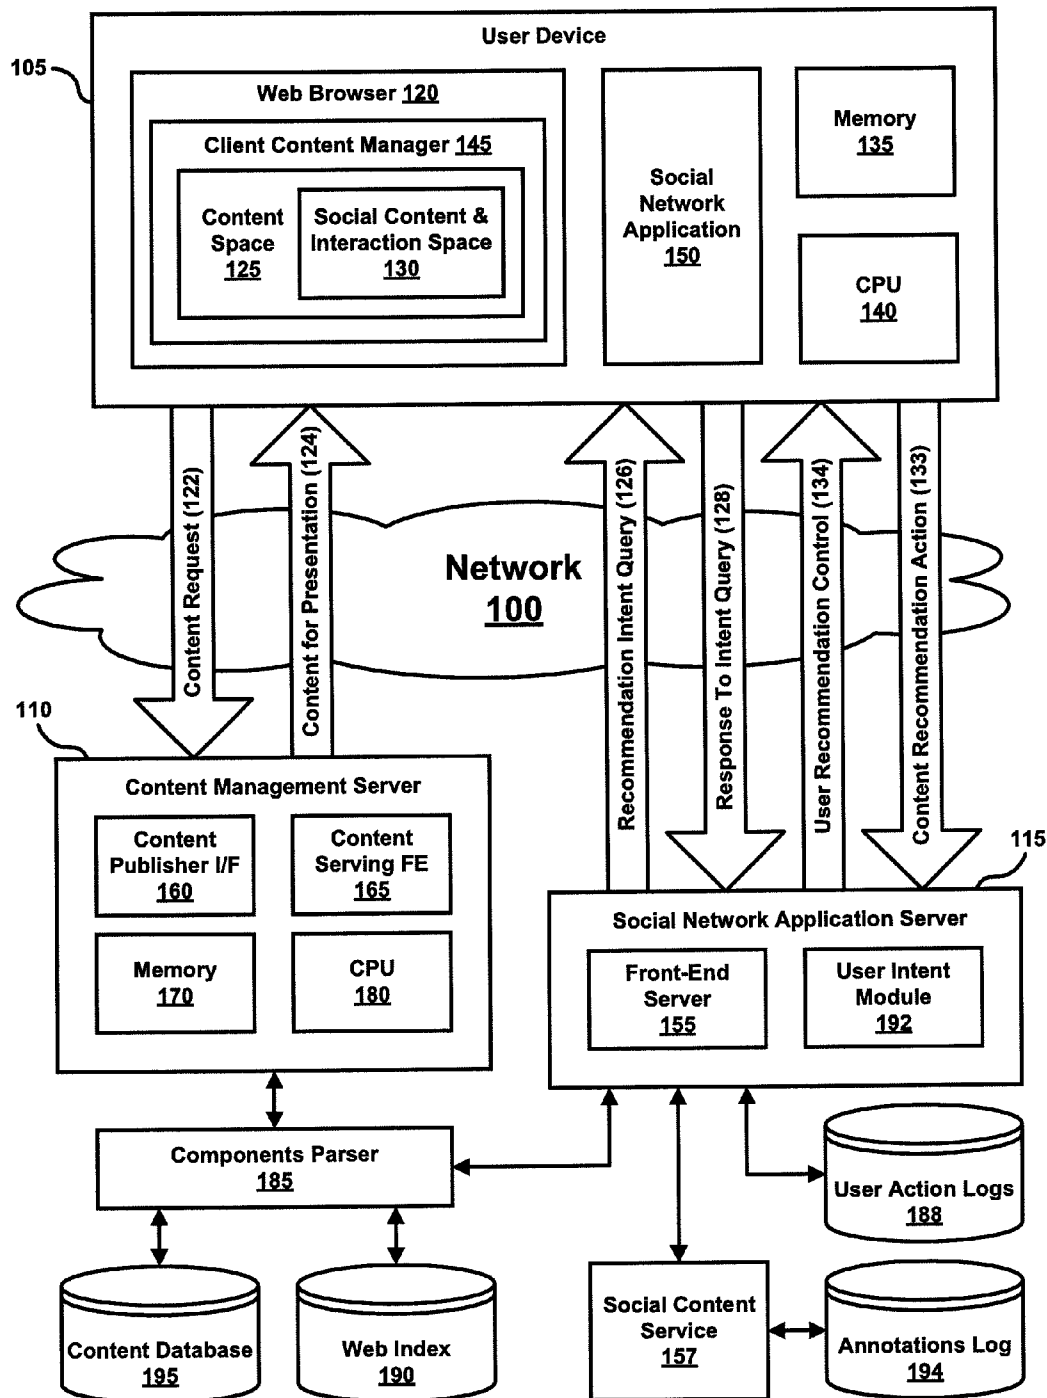 User Device
105
Web Browser 120
Client Content Manager 145
Content
Space
125
Social Content &
Interaction Space
130
Social
Network
Application
150
Memory
135
CPU
140
Content Request (122)
Content for Presentation (124)
Recommendation Intent Query (126)
Response To Intent Query (128)
User Recommendation Control (134)
Content Recommendation Action (133)
Network
100
110
Content Management Server
Content
Publisher I/F
160
Content
Serving FE
165
Memory
170
CPU
180
115
Social Network Application Server
Front-End
Server
155
User Intent
Module
192
Components Parser
185
User Action Logs
188
Content Database
195
Web Index
190
Social Content
Service
157
Annotations Log
194